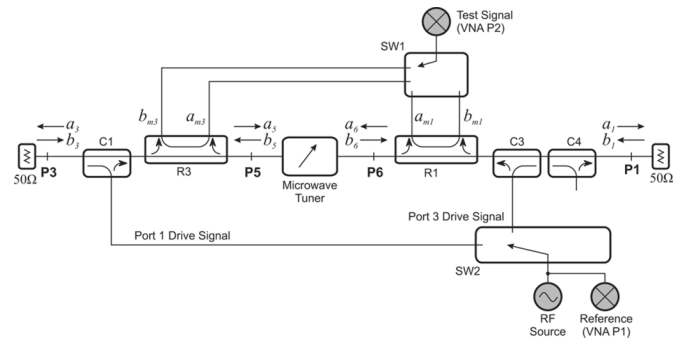 Test Signal
(VNA P2)
SW1
b_m3
a_m3
a_m1
b_m1
a_3
b_3
C1
a_5
b_5
a_6
b_6
C3
C4
a_1
b_1
50Ω
P3
R3
P5
Microwave
Tuner
P6
R1
P1
50Ω
Port 3 Drive Signal
Port 1 Drive Signal
SW2
RF
Source
Reference
(VNA P1)